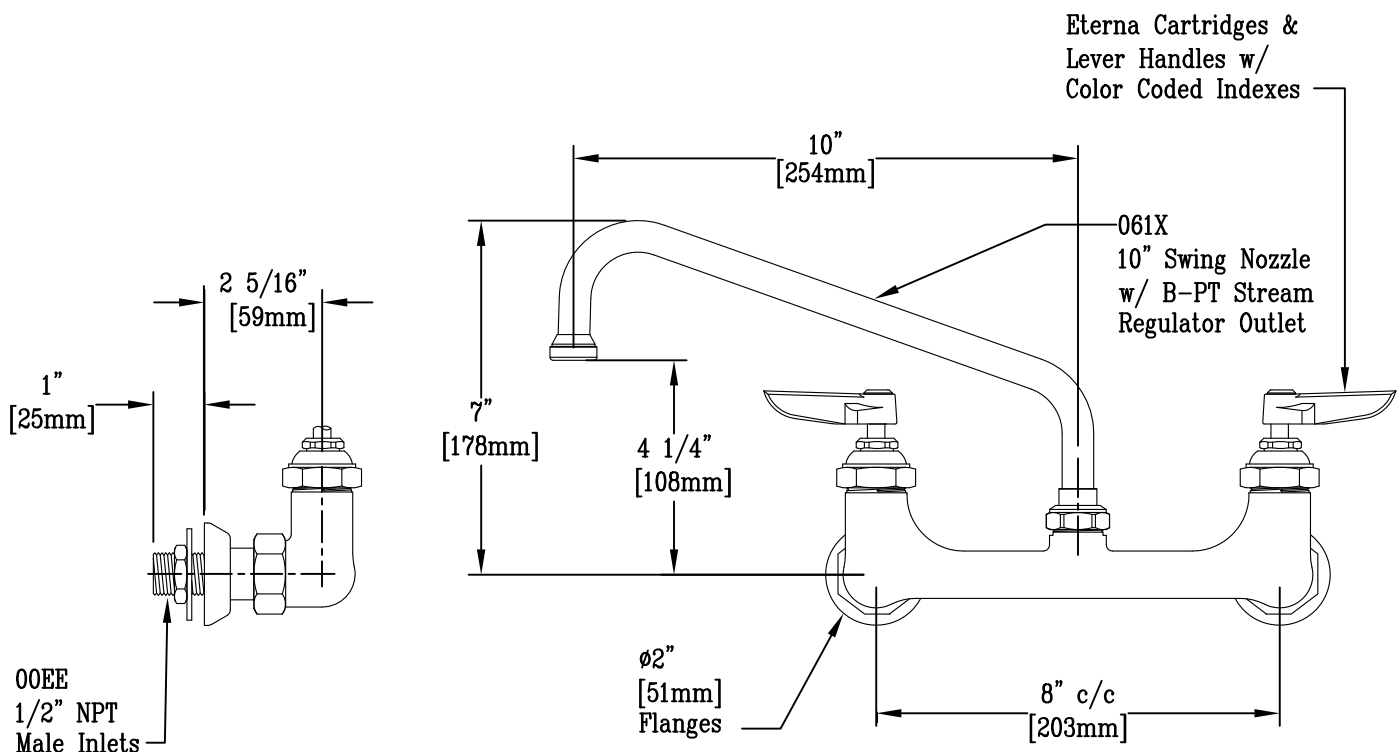 Eterna Cartridges &
Lever Handles w/
Color Coded Indexes
10"
[254mm]
061X
10" Swing Nozzle
w/ B-PT Stream
Regulator Outlet
2 5/16"
[59mm]
1"
[25mm]
7"
[178mm]
4 1/4"
[108mm]
00EE
1/2" NPT
Male Inlets
ø2"
[51mm]
Flanges
8" c/c
[203mm]